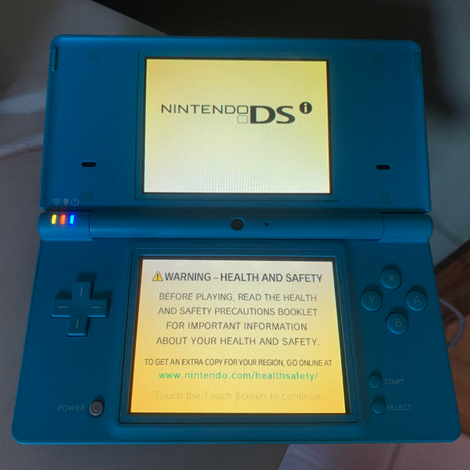 NINTENDO DS i
⚠ WARNING – HEALTH AND SAFETY
BEFORE PLAYING, READ THE HEALTH
AND SAFETY PRECAUTIONS BOOKLET
FOR IMPORTANT INFORMATION
ABOUT YOUR HEALTH AND SAFETY.
TO GET AN EXTRA COPY FOR YOUR REGION, GO ONLINE AT
www.nintendo.com/healthsafety/
Touch the Touch Screen to continue.
X
Y
A
B
START
SELECT
POWER